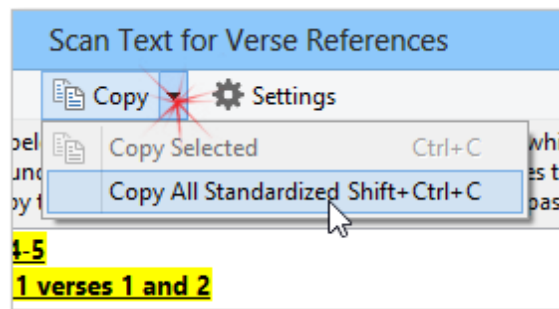 Scan Text for Verse References
Copy Settings
Copy Selected Ctrl+C
Copy All Standardized Shift+Ctrl+C
4-5
1 verses 1 and 2